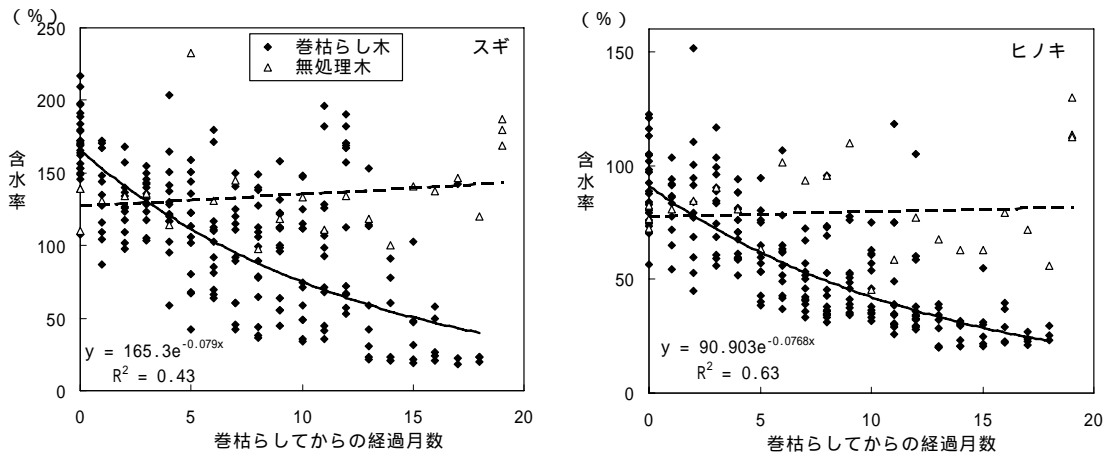 (%)
250
200
150
100
50
0
含水率
巻枯らし木
無処理木
スギ
y = 165.3e^-0.079x
R² = 0.43
0 5 10 15 20
巻枯らしてからの経過月数
(%)
150
100
50
0
含水率
ヒノキ
y = 90.903e^-0.0768x
R² = 0.63
0 5 10 15 20
巻枯らしてからの経過月数